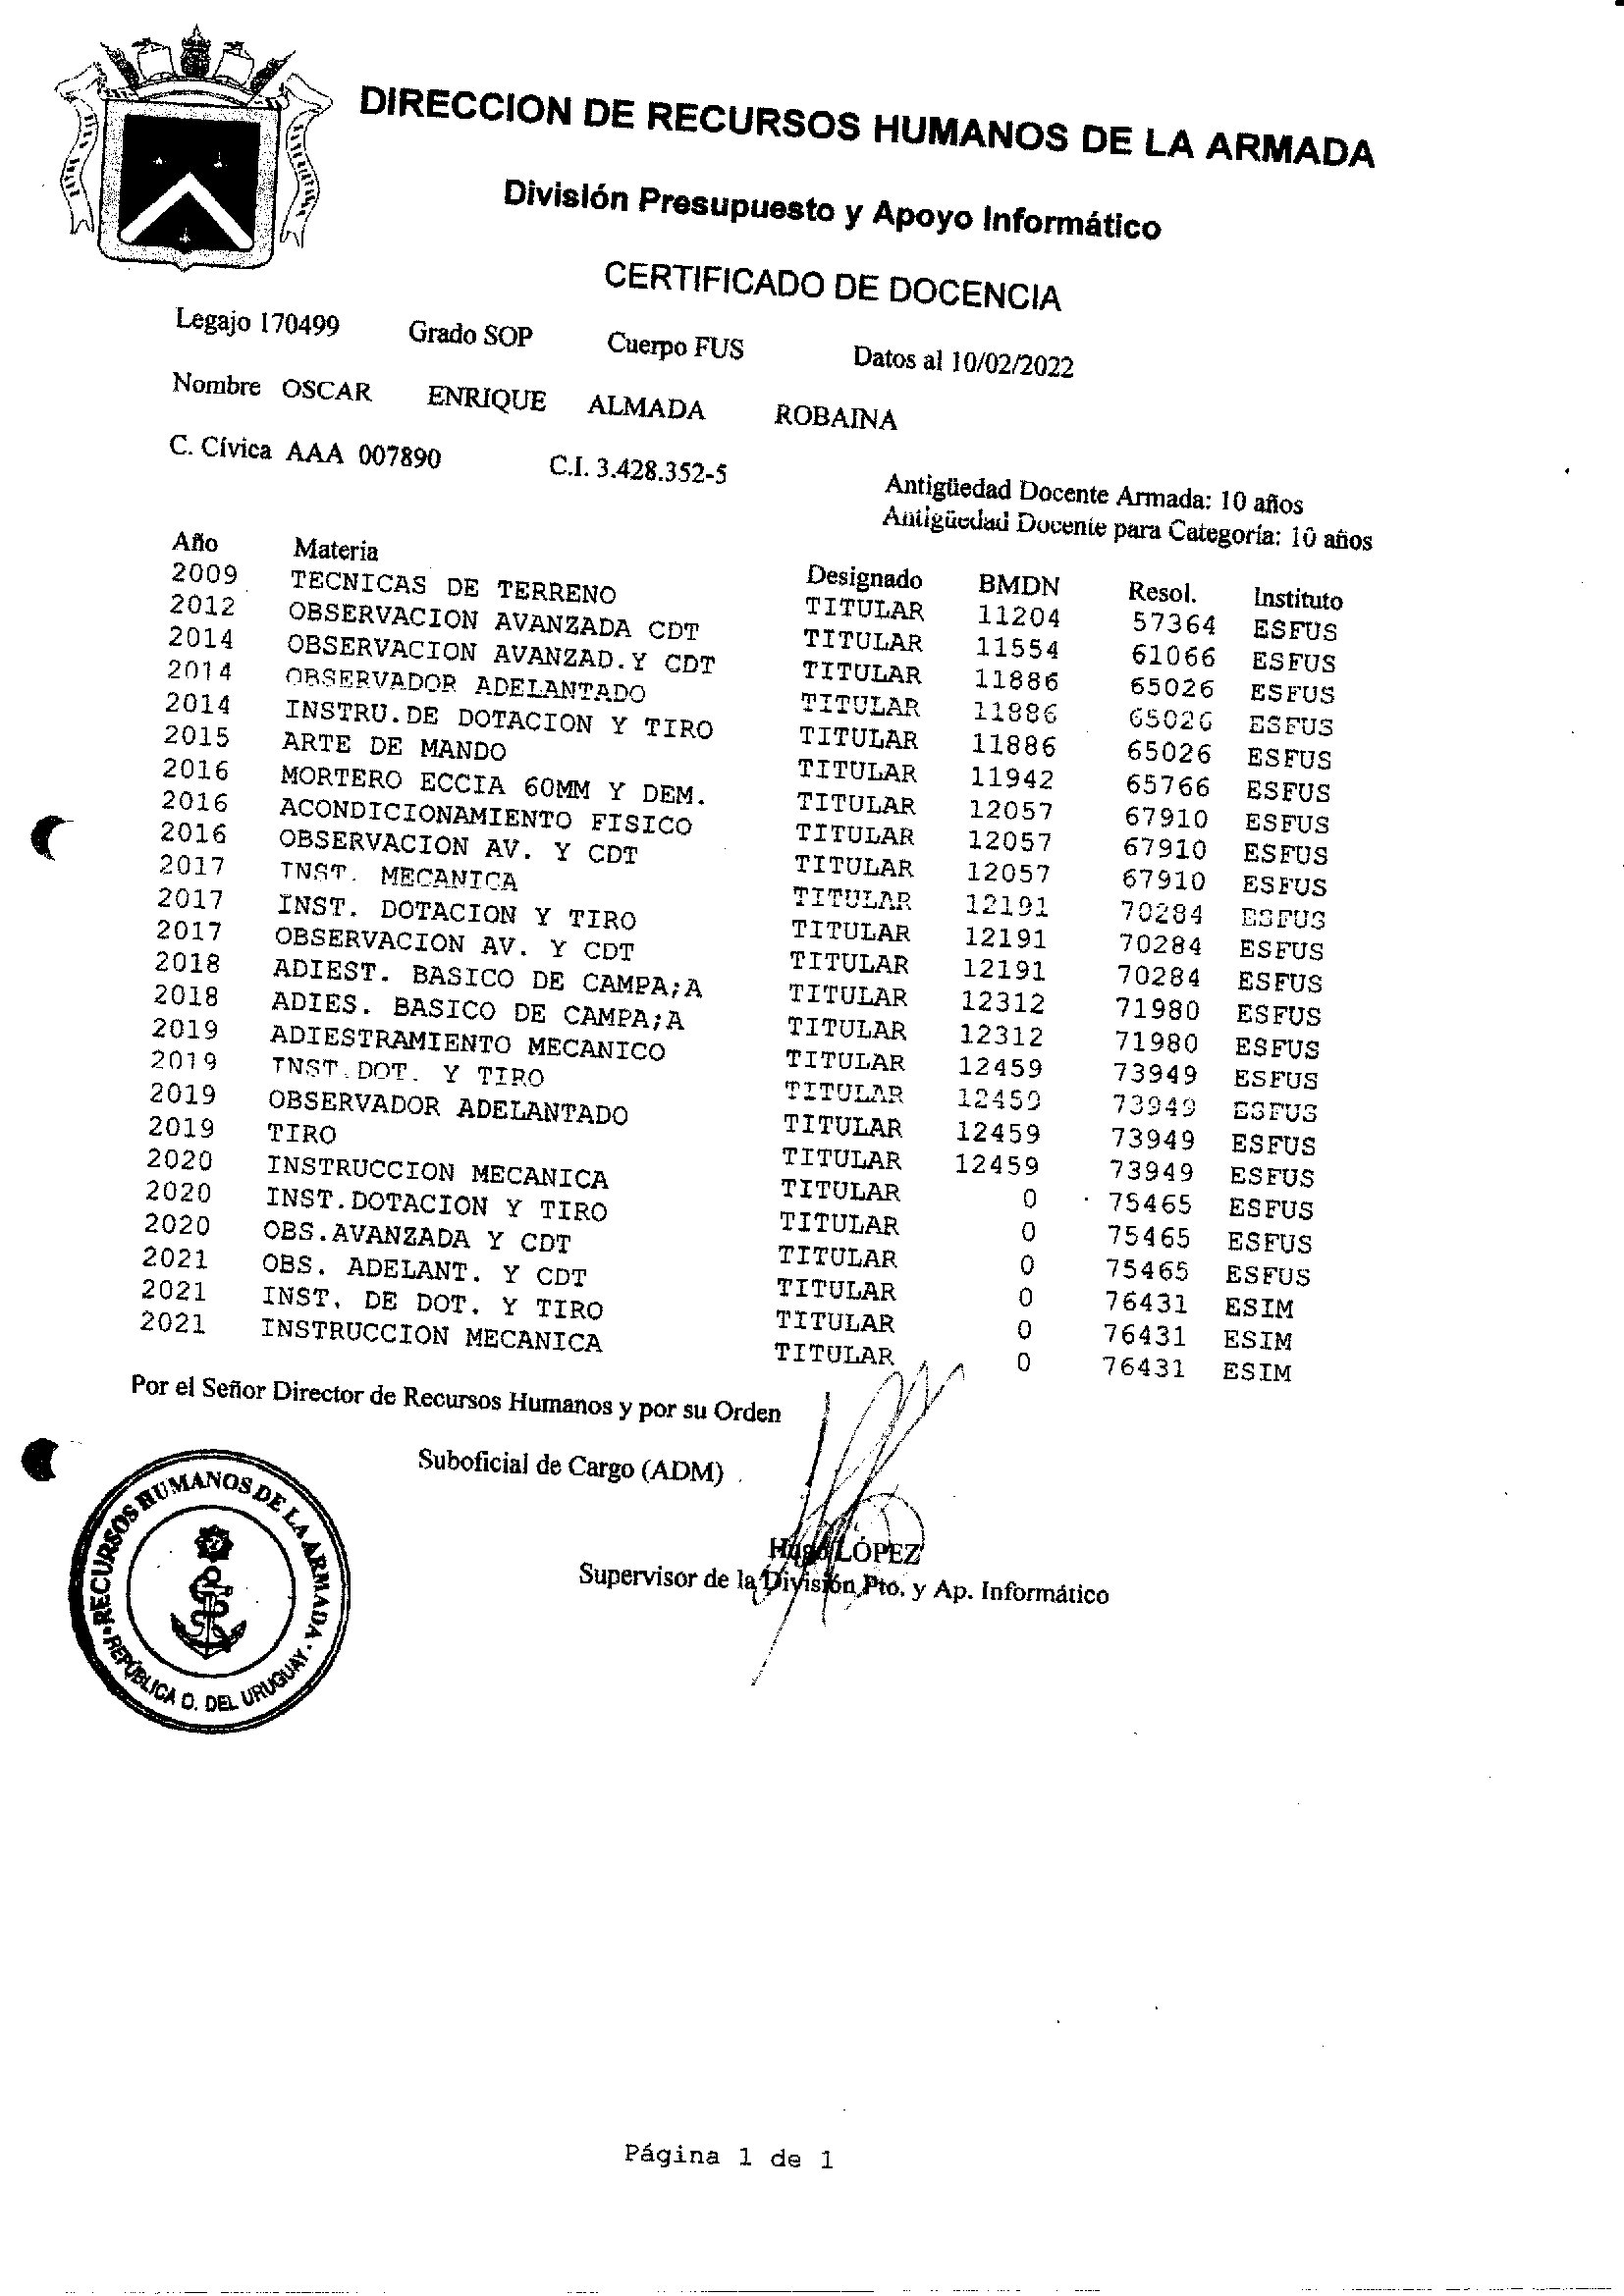 DIRECCION DE RECURSOS HUMANOS DE LA ARMADA
División Presupuesto y Apoyo Informático
CERTIFICADO DE DOCENCIA
Legajo 170499 Grado SOP Cuerpo FUS Datos al 10/02/2022
Nombre OSCAR ENRIQUE ALMADA ROBAINA
C. Cívica AAA 007890 C.I. 3.428.352-5
Antigüedad Docente Armada: 10 años
Antigüedad Docente para Categoría: 10 años
Año Materia Designado BMDN Resol. Instituto
2009 TECNICAS DE TERRENO TITULAR 11204 57364 ESFUS
2012 OBSERVACION AVANZADA CDT TITULAR 11554 61066 ESFUS
2014 OBSERVACION AVANZAD.Y CDT TITULAR 11886 65026 ESFUS
2014 OBSERVADOR ADELANTADO TITULAR 11886 65026 ESFUS
2014 INSTRU.DE DOTACION Y TIRO TITULAR 11886 65026 ESFUS
2015 ARTE DE MANDO TITULAR 11942 65766 ESFUS
2016 MORTERO ECCIA 60MM Y DEM. TITULAR 12057 67910 ESFUS
2016 ACONDICIONAMIENTO FISICO TITULAR 12057 67910 ESFUS
2016 OBSERVACION AV. Y CDT TITULAR 12057 67910 ESFUS
2017 INST. MECANICA TITULAR 12191 70284 ESFUS
2017 INST. DOTACION Y TIRO TITULAR 12191 70284 ESFUS
2017 OBSERVACION AV. Y CDT TITULAR 12191 70284 ESFUS
2018 ADIEST. BASICO DE CAMPA;A TITULAR 12312 71980 ESFUS
2018 ADIES. BASICO DE CAMPA;A TITULAR 12312 71980 ESFUS
2019 ADIESTRAMIENTO MECANICO TITULAR 12459 73949 ESFUS
2019 INST.DOT. Y TIRO TITULAR 12459 73949 ESFUS
2019 OBSERVADOR ADELANTADO TITULAR 12459 73949 ESFUS
2019 TIRO TITULAR 12459 73949 ESFUS
2020 INSTRUCCION MECANICA TITULAR 0 75465 ESFUS
2020 INST.DOTACION Y TIRO TITULAR 0 75465 ESFUS
2020 OBS.AVANZADA Y CDT TITULAR 0 75465 ESFUS
2021 OBS. ADELANT. Y CDT TITULAR 0 76431 ESIM
2021 INST. DE DOT. Y TIRO TITULAR 0 76431 ESIM
2021 INSTRUCCION MECANICA TITULAR 0 76431 ESIM
Por el Señor Director de Recursos Humanos y por su Orden
Suboficial de Cargo (ADM)
Hugo LÓPEZ
Supervisor de la División Pto. y Ap. Informático
RECURSOS HUMANOS DE LA ARMADA
REPÚBLICA O. DEL URUGUAY
Página 1 de 1